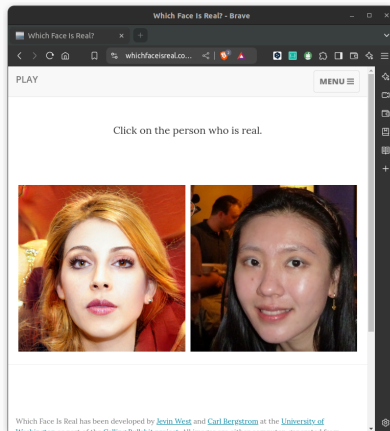 Which Face Is Real? - Brave
Which Face Is Real?
whichfaceisreal.co...
PLAY
MENU
Click on the person who is real.
Which Face Is Real has been developed by Jevin West and Carl Bergstrom at the University of